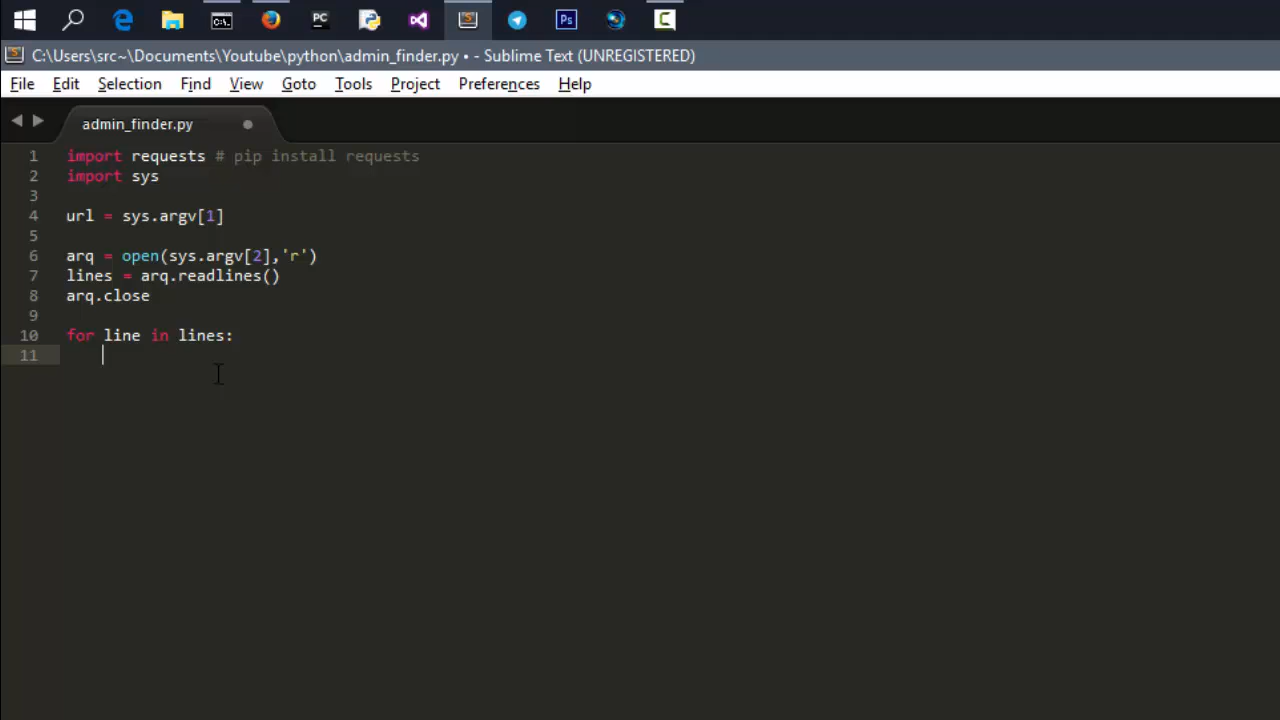 PC
Ps
C
C:\Users\src~\Documents\Youtube\python\admin_finder.py • - Sublime Text (UNREGISTERED)
File Edit Selection Find View Goto Tools Project Preferences Help
admin_finder.py
1 import requests # pip install requests
2 import sys
3
4 url = sys.argv[1]
5
6 arq = open(sys.argv[2],'r')
7 lines = arq.readlines()
8 arq.close
9
10 for line in lines:
11